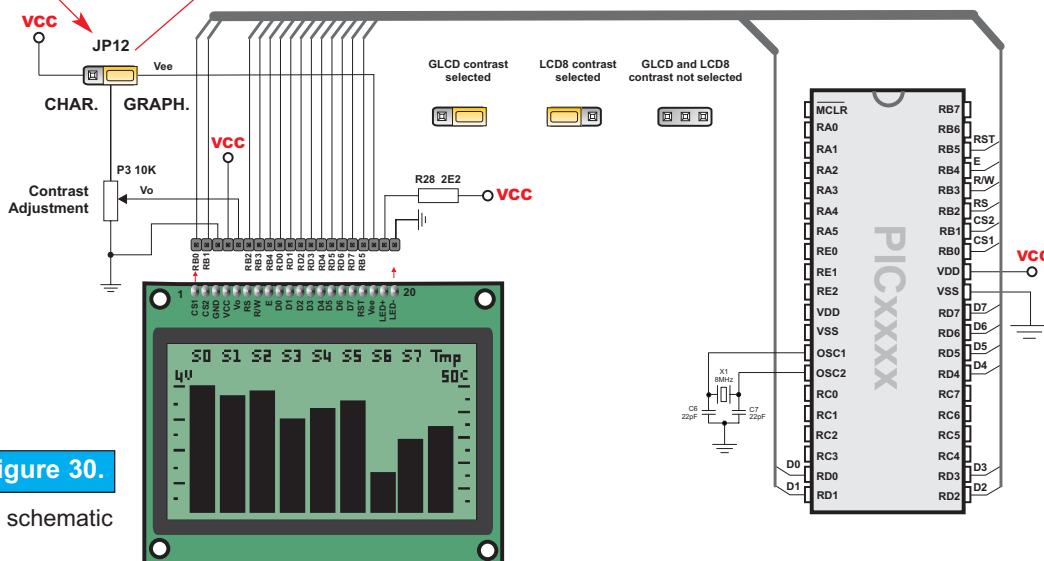 VCC
JP12
Vee
CHAR. GRAPH.
VCC
P3 10K
Vo
Contrast
Adjustment
GLCD contrast
selected
LCD8 contrast
selected
GLCD and LCD8
contrast not selected
R28 2E2
VCC
RB0
RB1
RB2
RB3
RB4
RD0
RD1
RD2
RD3
RD4
RD5
RD6
RD7
RB5
1
20
CS1
CS2
GND
VCC
Vo
RS
R/W
E
D0
D1
D2
D3
D4
D5
D6
D7
RST
Vee
LED+
LED-
S0 S1 S2 S3 S4 S5 S6 S7 Tmp
4V
50C
MCLR
RA0
RA1
RA2
RA3
RA4
RA5
RE0
RE1
RE2
VDD
VSS
OSC1
OSC2
RC0
RC1
RC2
RC3
RD0
RD1
PICxxxx
RB7
RB6
RB5
RB4
RB3
RB2
RB1
RB0
VDD
VSS
RD7
RD6
RD5
RD4
RC7
RC6
RC5
RC4
RD3
RD2
RST
E
R/W
RS
CS2
CS1
VCC
D7
D6
D5
D4
D3
D2
D0
D1
X1
8MHz
C6
22pF
C7
22pF
igure 30.
schematic